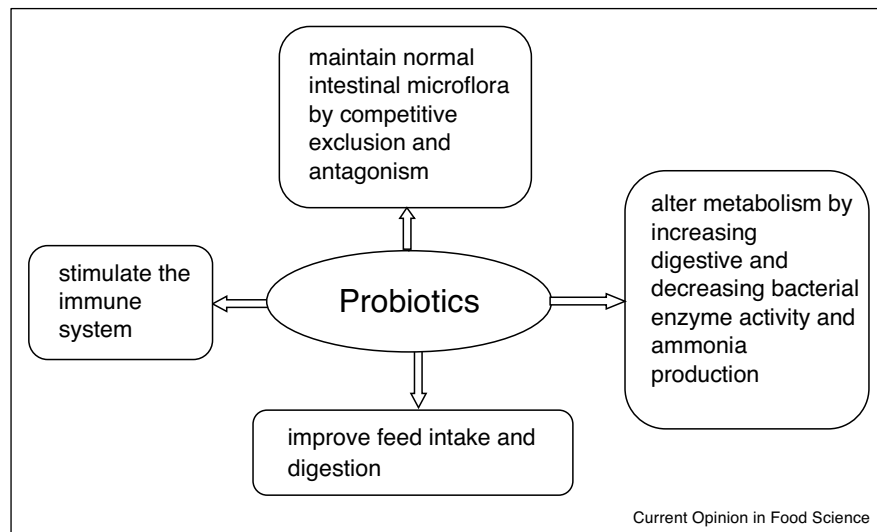 maintain normal
intestinal microflora
by competitive
exclusion and
antagonism
alter metabolism by
increasing
digestive and
decreasing bacterial
enzyme activity and
ammonia
production
stimulate the
immune
system
Probiotics
improve feed intake and
digestion
Current Opinion in Food Science